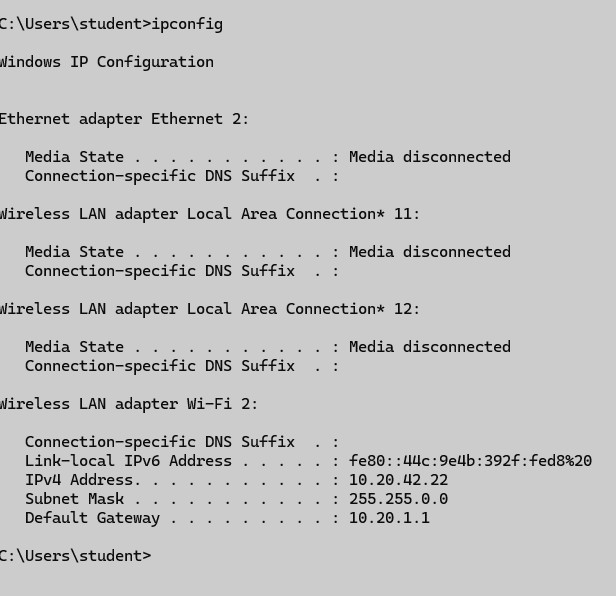 C:\Users\student>ipconfig
Windows IP Configuration
Ethernet adapter Ethernet 2:
Media State . . . . . . . . . . . : Media disconnected
Connection-specific DNS Suffix  . :
Wireless LAN adapter Local Area Connection* 11:
Media State . . . . . . . . . . . : Media disconnected
Connection-specific DNS Suffix  . :
Wireless LAN adapter Local Area Connection* 12:
Media State . . . . . . . . . . . : Media disconnected
Connection-specific DNS Suffix  . :
Wireless LAN adapter Wi-Fi 2:
Connection-specific DNS Suffix  . :
Link-local IPv6 Address . . . . . : fe80::44c:9e4b:392f:fed8%20
IPv4 Address. . . . . . . . . . . : 10.20.42.22
Subnet Mask . . . . . . . . . . . : 255.255.0.0
Default Gateway . . . . . . . . . : 10.20.1.1
C:\Users\student>